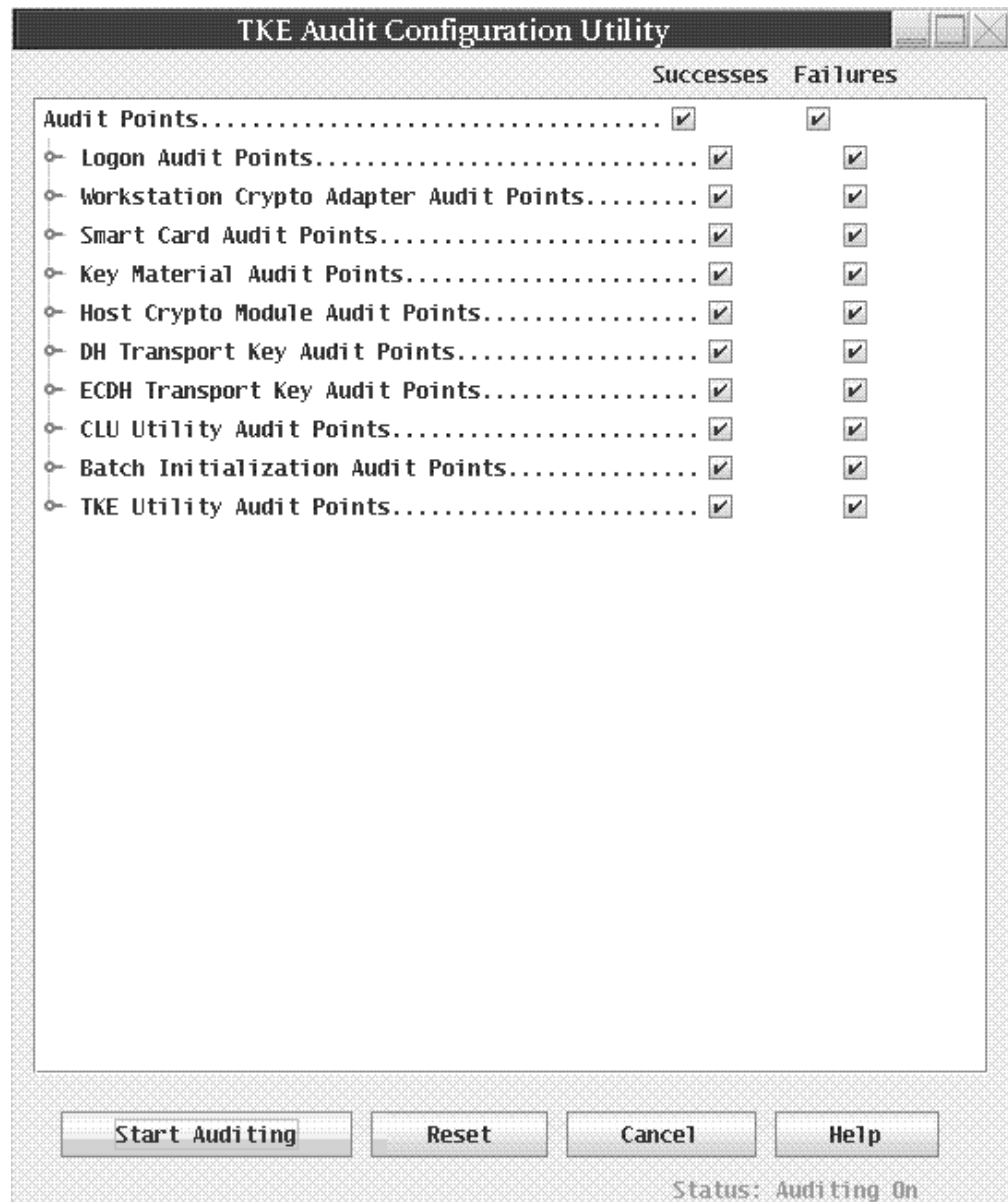 TKE Audit Configuration Utility
Successes Failures
Audit Points....................................
Logon Audit Points..............................
Workstation Crypto Adapter Audit Points.........
Smart Card Audit Points.........................
Key Material Audit Points.......................
Host Crypto Module Audit Points.................
DH Transport Key Audit Points...................
ECDH Transport Key Audit Points.................
CLU Utility Audit Points........................
Batch Initialization Audit Points...............
TKE Utility Audit Points........................
Start Auditing Reset Cancel Help
Status: Auditing On